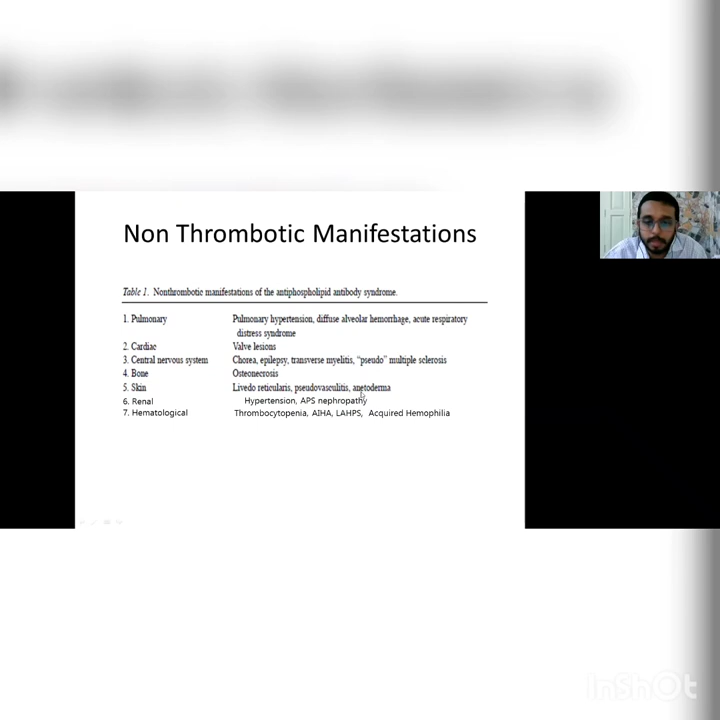 Non Thrombotic Manifestations
Table 1. Nonthrombotic manifestations of the antiphospholipid antibody syndrome.
1. Pulmonary Pulmonary hypertension, diffuse alveolar hemorrhage, acute respiratory
distress syndrome
2. Cardiac Valve lesions
3. Central nervous system Chorea, epilepsy, transverse myelitis, “pseudo” multiple sclerosis
4. Bone Osteonecrosis
5. Skin Livedo reticularis, pseudovasculitis, anetoderma
6. Renal Hypertension, APS nephropathy
7. Hematological Thrombocytopenia, AIHA, LAHPS, Acquired Hemophilia
InShOt